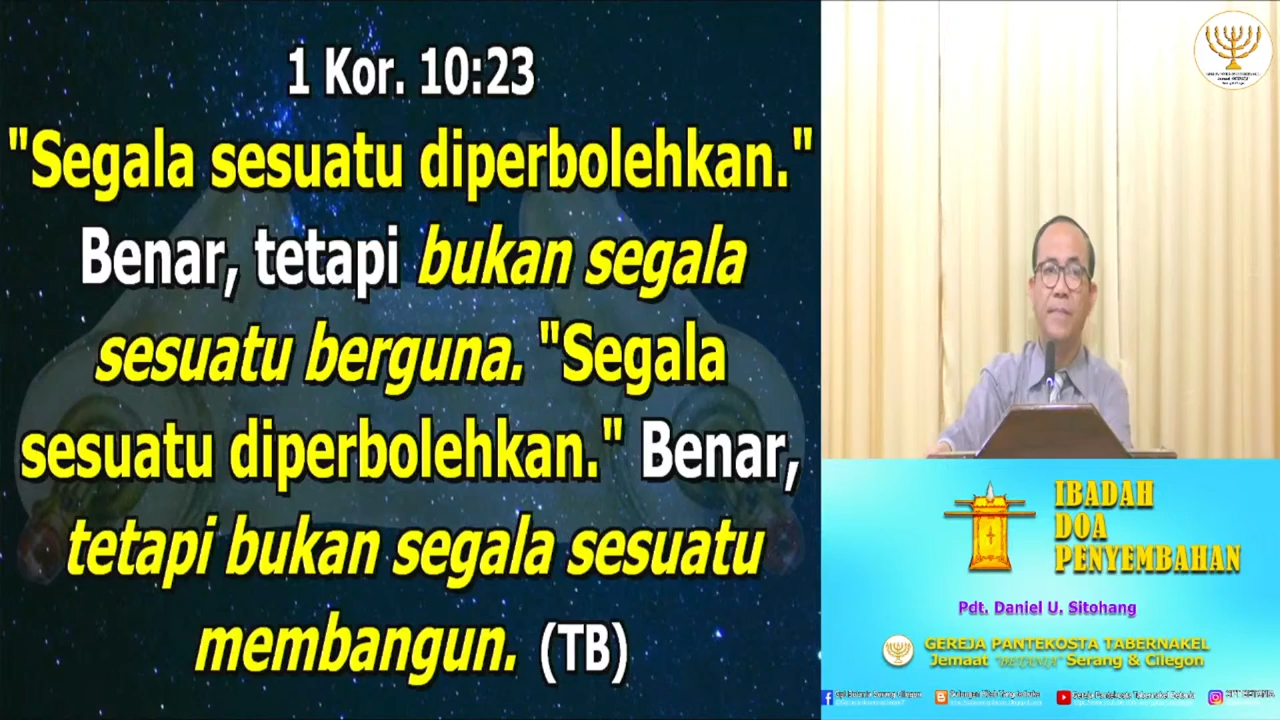 1 Kor. 10:23
"Segala sesuatu diperbolehkan."
Benar, tetapi bukan segala
sesuatu berguna. "Segala
sesuatu diperbolehkan." Benar,
tetapi bukan segala sesuatu
membangun. (TB)
IBADAH
DOA
PENYEMBAHAN
Pdt. Daniel U. Sitohang
GEREJA PANTEKOSTA TABERNAKEL
Jemaat "BETANIA" Serang & Cilegon